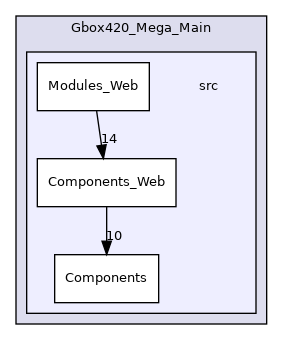 Gbox420_Mega_Main
Modules_Web
src
14
Components_Web
10
Components